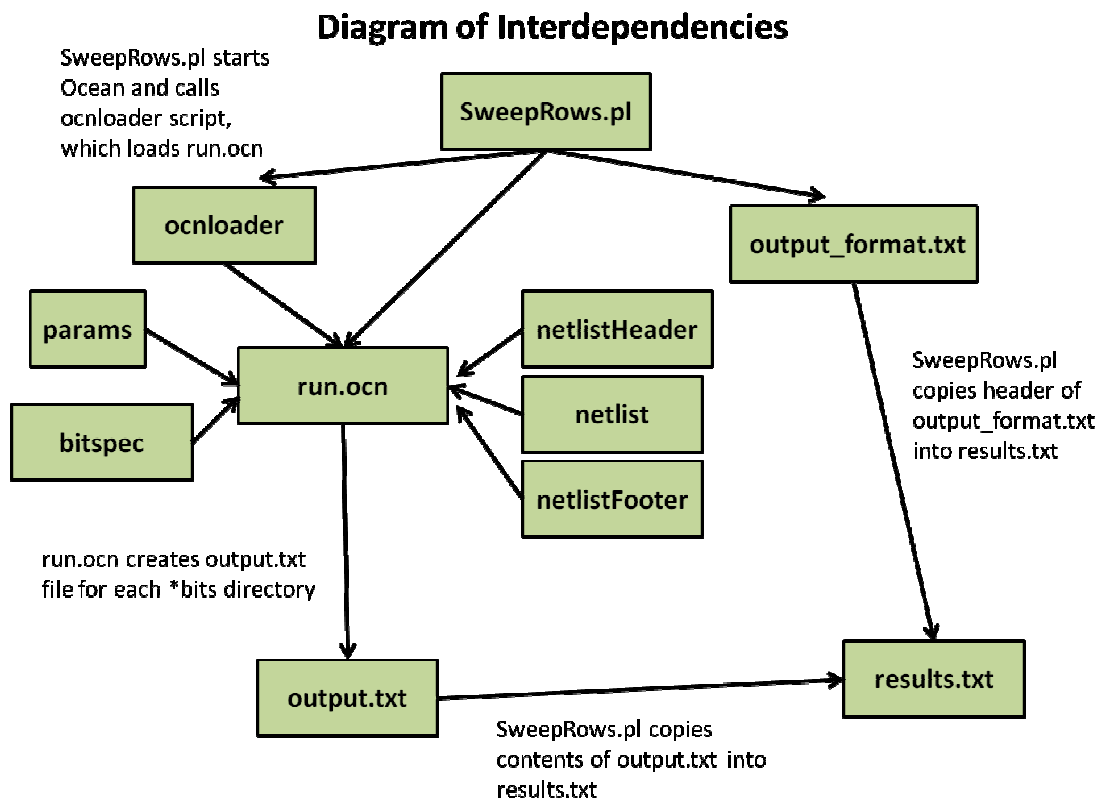 Diagram of Interdependencies
SweepRows.pl starts
Ocean and calls
ocnloader script,
which loads run.ocn
SweepRows.pl
ocnloader
output_format.txt
params
netlistHeader
run.ocn
netlist
bitspec
netlistFooter
SweepRows.pl
copies header of
output_format.txt
into results.txt
run.ocn creates output.txt
file for each *bits directory
output.txt
results.txt
SweepRows.pl copies
contents of output.txt into
results.txt